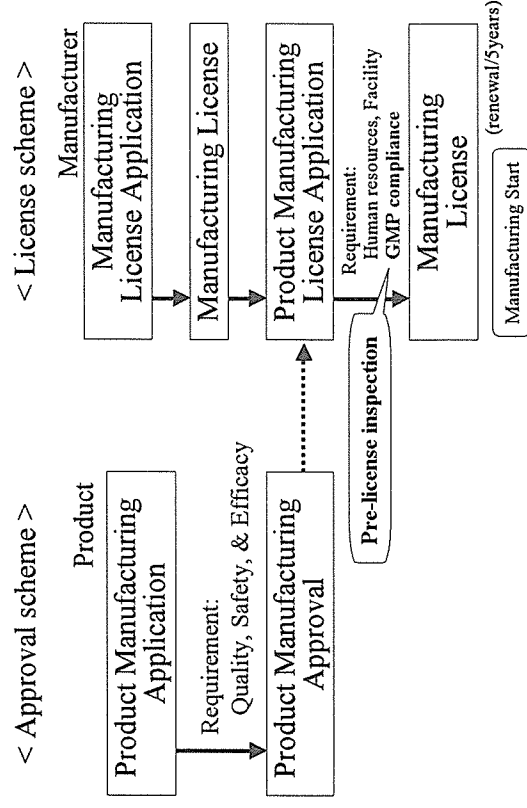 < Approval scheme >
Product
Product Manufacturing
Application
Requirement:
Quality, Safety, & Efficacy
Product Manufacturing
Approval
< License scheme >
Manufacturer
Manufacturing
License Application
Manufacturing License
Product Manufacturing
License Application
Requirement:
Human resources, Facility
GMP compliance
Pre-license inspection
Manufacturing
License
(renewal/5years)
Manufacturing Start